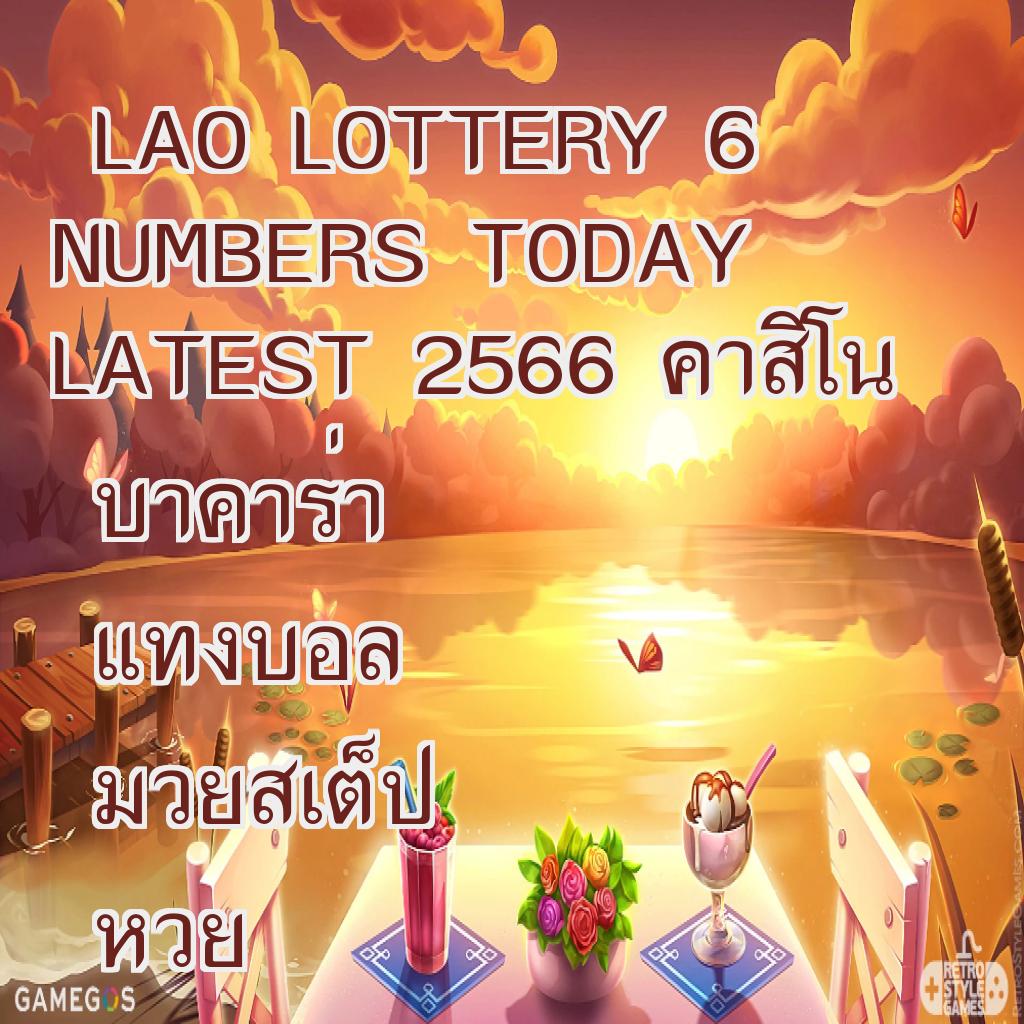 LAO LOTTERY 6
NUMBERS TODAY
LATEST 2566 คาสิโน
บาคาร่า
แทงบอล
มวยสเต็ป
หวย
GAMEGOS
RETRO
STYLE
GAMES
RETROSTYLEGAMES.COM